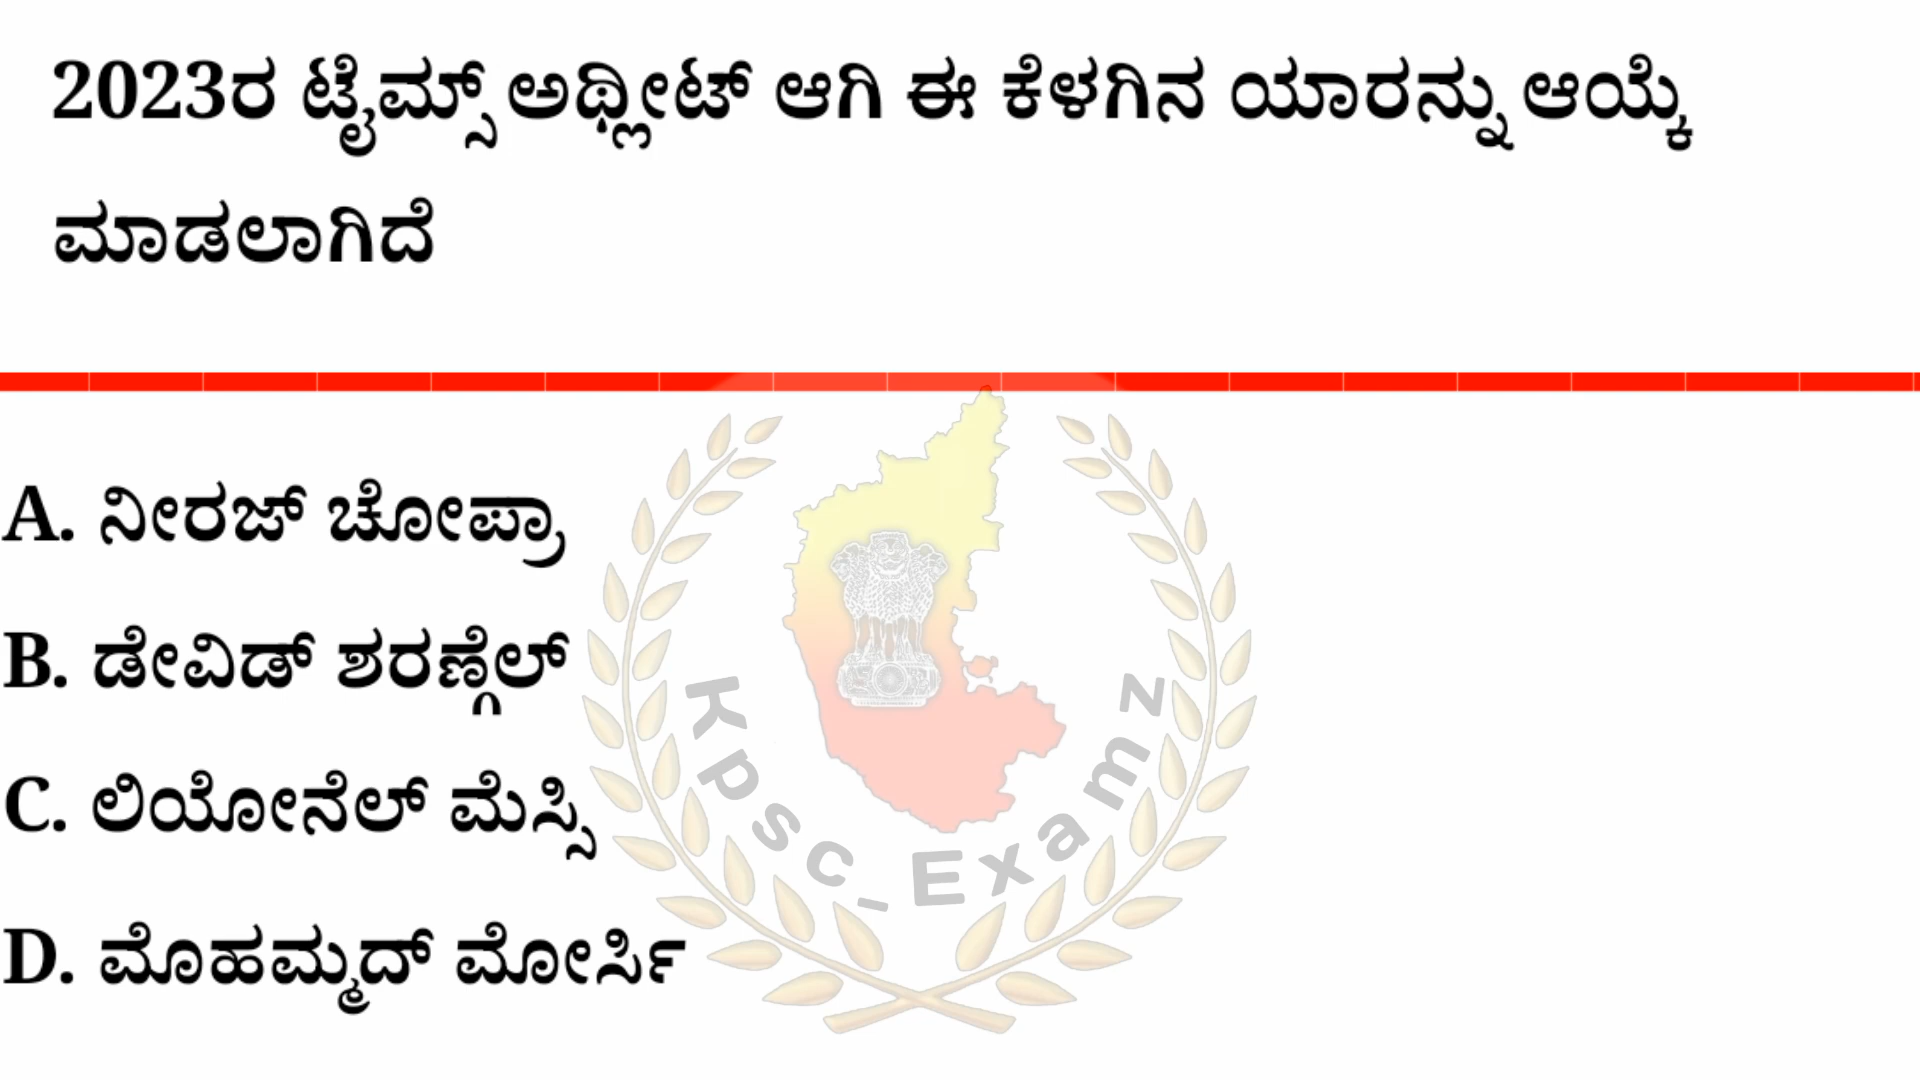 2023ರ ಟೈಮ್ಸ್ ಅಥ್ಲೀಟ್ ಆಗಿ ಈ ಕೆಳಗಿನ ಯಾರನ್ನು ಆಯ್ಕೆ
ಮಾಡಲಾಗಿದೆ
A. ನೀರಜ್ ಚೋಪ್ರಾ
B. ಡೇವಿಡ್ ಶರಣ್ಗೆಲ್
C. ಲಿಯೋನೆಲ್ ಮೆಸ್ಸಿ
D. ಮೊಹಮ್ಮದ್ ಮೋರ್ಸಿ
Kpsc_Examz